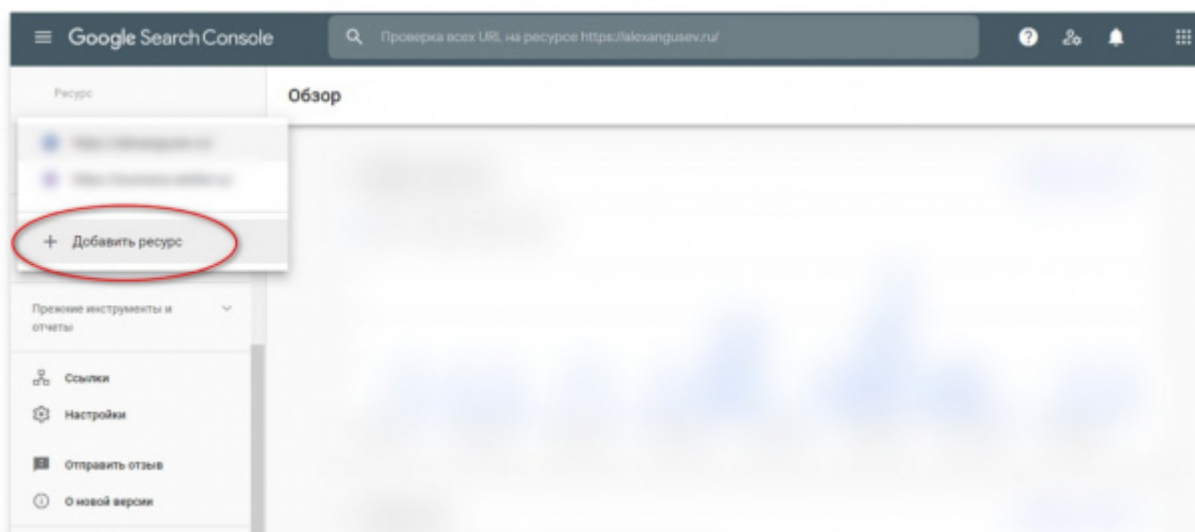 Google Search Console
Проверка всех URL на ресурсе https://alexangusev.ru/
Ресурс
Обзор
+ Добавить ресурс
Прежние инструменты и
отчеты
Ссылки
Настройки
Отправить отзыв
О новой версии